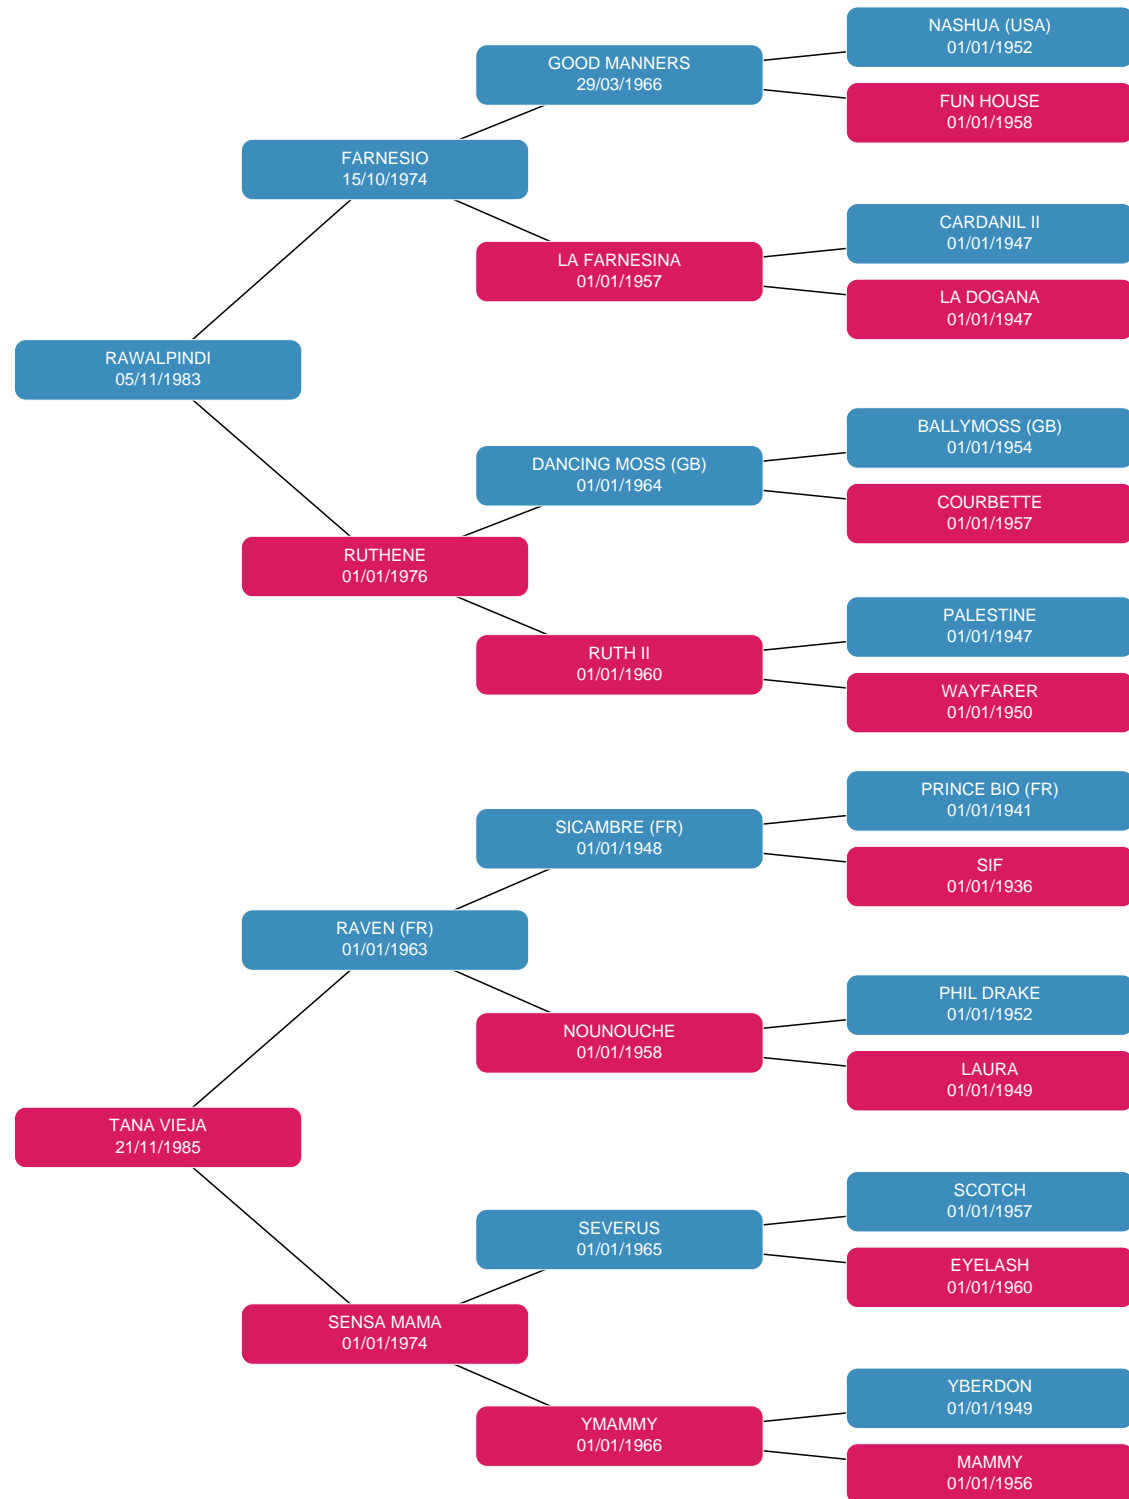 NASHUA (USA)
01/01/1952
GOOD MANNERS
29/03/1966
FUN HOUSE
01/01/1958
FARNESIO
15/10/1974
CARDANIL II
01/01/1947
LA FARNESINA
01/01/1957
LA DOGANA
01/01/1947
RAWALPINDI
05/11/1983
BALLYMOSS (GB)
01/01/1954
DANCING MOSS (GB)
01/01/1964
COURBETTE
01/01/1957
RUTHENE
01/01/1976
PALESTINE
01/01/1947
RUTH II
01/01/1960
WAYFARER
01/01/1950
PRINCE BIO (FR)
01/01/1941
SICAMBRE (FR)
01/01/1948
SIF
01/01/1936
RAVEN (FR)
01/01/1963
PHIL DRAKE
01/01/1952
NOUNOUCHE
01/01/1958
LAURA
01/01/1949
TANA VIEJA
21/11/1985
SCOTCH
01/01/1957
SEVERUS
01/01/1965
EYELASH
01/01/1960
SENSA MAMA
01/01/1974
YBERDON
01/01/1949
YMAMMY
01/01/1966
MAMMY
01/01/1956